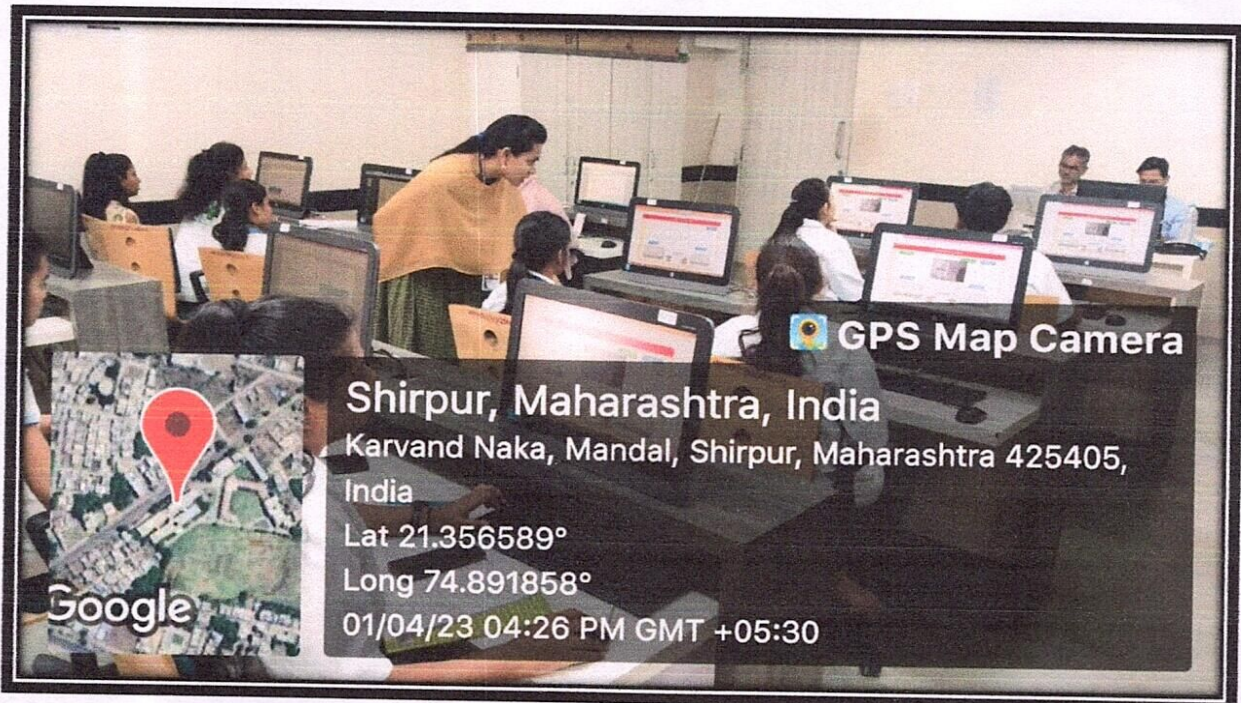 GPS Map Camera
Shirpur, Maharashtra, India
Karvand Naka, Mandal, Shirpur, Maharashtra 425405,
India
Lat 21.356589°
Long 74.891858°
01/04/23 04:26 PM GMT +05:30
Google